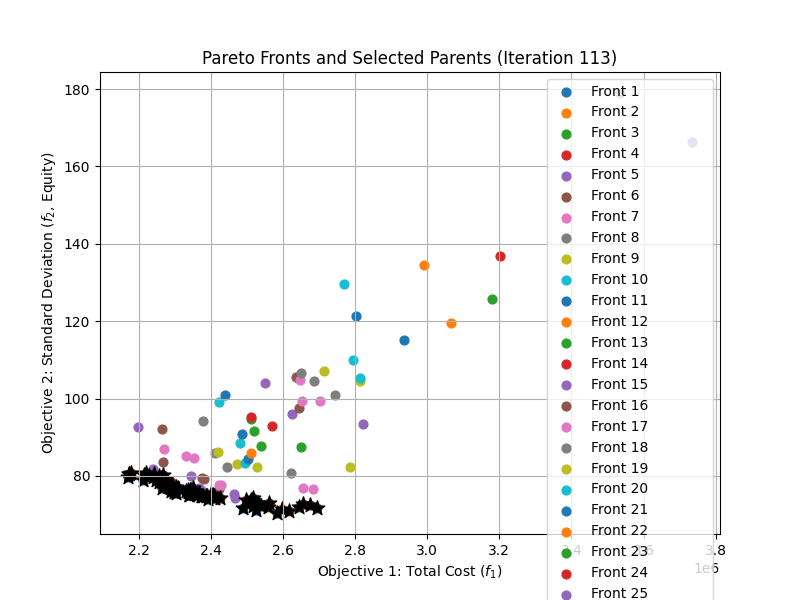 Pareto Fronts and Selected Parents (Iteration 113)
Objective 2: Standard Deviation (f2, Equity)
180
160
140
120
100
80
2.2 2.4 2.6 2.8 3.0 3.2 3.4 3.6 3.8
1e6
Objective 1: Total Cost (f1)
Front 1
Front 2
Front 3
Front 4
Front 5
Front 6
Front 7
Front 8
Front 9
Front 10
Front 11
Front 12
Front 13
Front 14
Front 15
Front 16
Front 17
Front 18
Front 19
Front 20
Front 21
Front 22
Front 23
Front 24
Front 25